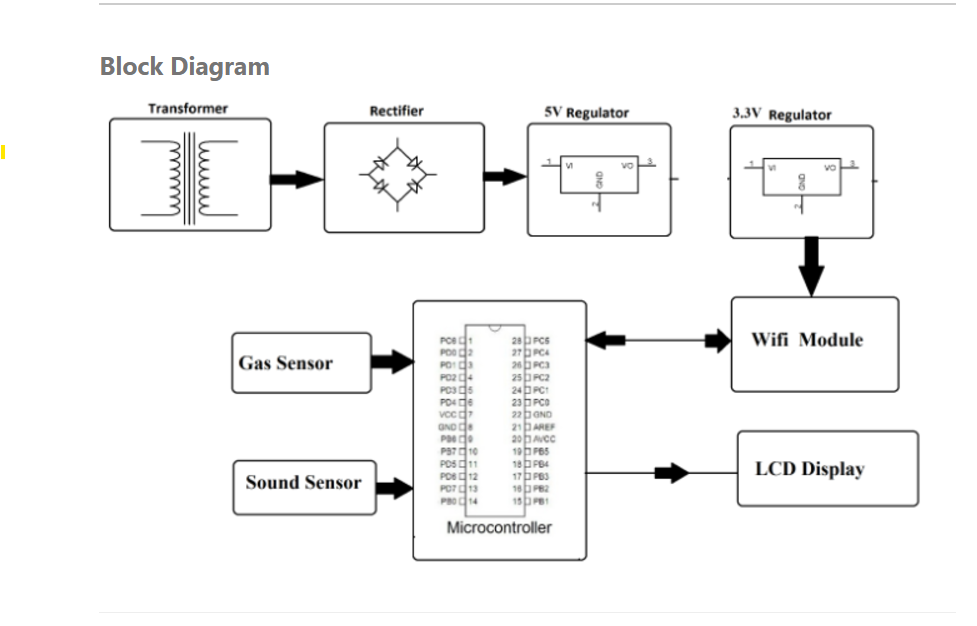 Block Diagram
Transformer
Rectifier
5V Regulator
3.3V Regulator
1 VI VO 3
GND
2
1 VI VO 3
GND
2
Wifi Module
Gas Sensor
Sound Sensor
LCD Display
PC6 1 28 PC5
PD0 2 27 PC4
PD1 3 26 PC3
PD2 4 25 PC2
PD3 5 24 PC1
PD4 6 23 PC0
VCC 7 22 GND
GND 8 21 AREF
PB6 9 20 AVCC
PB7 10 19 PB5
PD5 11 18 PB4
PD6 12 17 PB3
PD7 13 16 PB2
PB0 14 15 PB1
Microcontroller